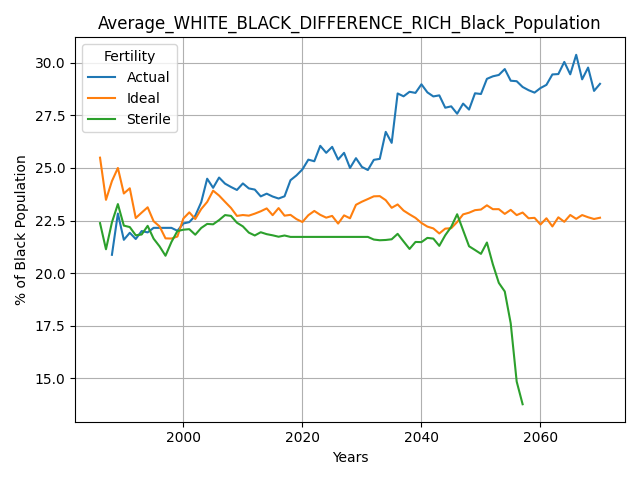 Average_WHITE_BLACK_DIFFERENCE_RICH_Black_Population
Fertility
Actual
Ideal
Sterile
% of Black Population
30.0
27.5
25.0
22.5
20.0
17.5
15.0
2000
2020
2040
2060
Years